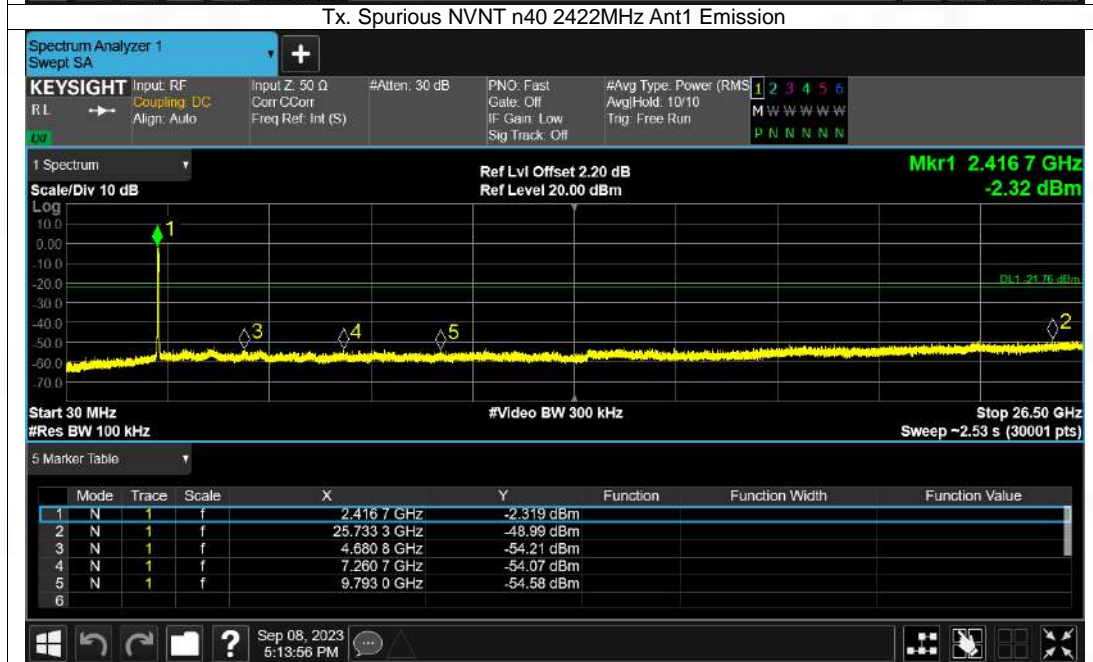 Tx. Spurious NVNT n40 2422MHz Ant1 Emission
Spectrum Analyzer 1
Swept SA
+
KEYSIGHT
RL
LXI
Input: RF
Coupling: DC
Align: Auto
Input Z: 50 Ω
Corr CCorr
Freq Ref: Int (S)
#Atten: 30 dB
PNO: Fast
Gate: Off
IF Gain: Low
Sig Track: Off
#Avg Type: Power (RMS
Avg|Hold: 10/10
Trig: Free Run
1 2 3 4 5 6
M W W W W W
P N N N N N
1 Spectrum
Scale/Div 10 dB
Ref Lvl Offset 2.20 dB
Ref Level 20.00 dBm
Mkr1 2.416 7 GHz
-2.32 dBm
Log
10.0
0.00
-10.0
-20.0
-30.0
-40.0
-50.0
-60.0
-70.0
1
3
4
5
2
DL1 -21.76 dBm
Start 30 MHz
#Res BW 100 kHz
#Video BW 300 kHz
Stop 26.50 GHz
Sweep ~2.53 s (30001 pts)
5 Marker Table
Mode Trace Scale X Y Function Function Width Function Value
1 N 1 f 2.416 7 GHz -2.319 dBm
2 N 1 f 25.733 3 GHz -48.99 dBm
3 N 1 f 4.680 8 GHz -54.21 dBm
4 N 1 f 7.260 7 GHz -54.07 dBm
5 N 1 f 9.793 0 GHz -54.58 dBm
6
?
Sep 08, 2023
5:13:56 PM